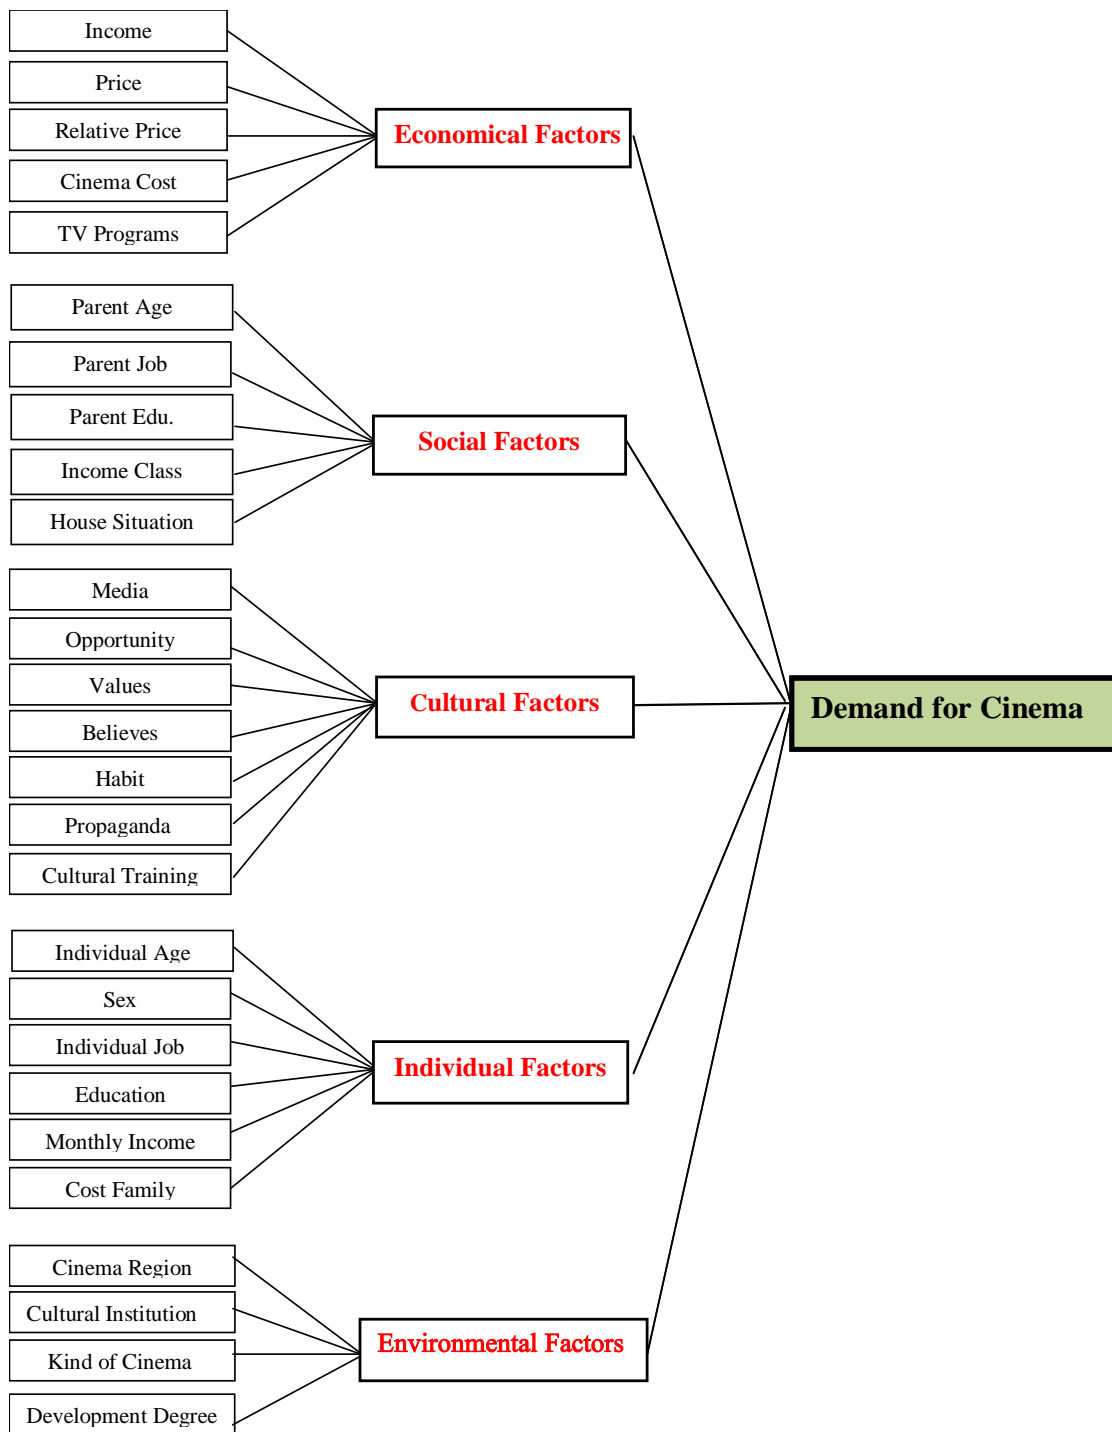 Income
Price
Relative Price
Cinema Cost
TV Programs
Economical Factors
Parent Age
Parent Job
Parent Edu.
Income Class
House Situation
Social Factors
Media
Opportunity
Values
Believes
Habit
Propaganda
Cultural Training
Cultural Factors
Demand for Cinema
Individual Age
Sex
Individual Job
Education
Monthly Income
Cost Family
Individual Factors
Cinema Region
Cultural Institution
Kind of Cinema
Development Degree
Environmental Factors